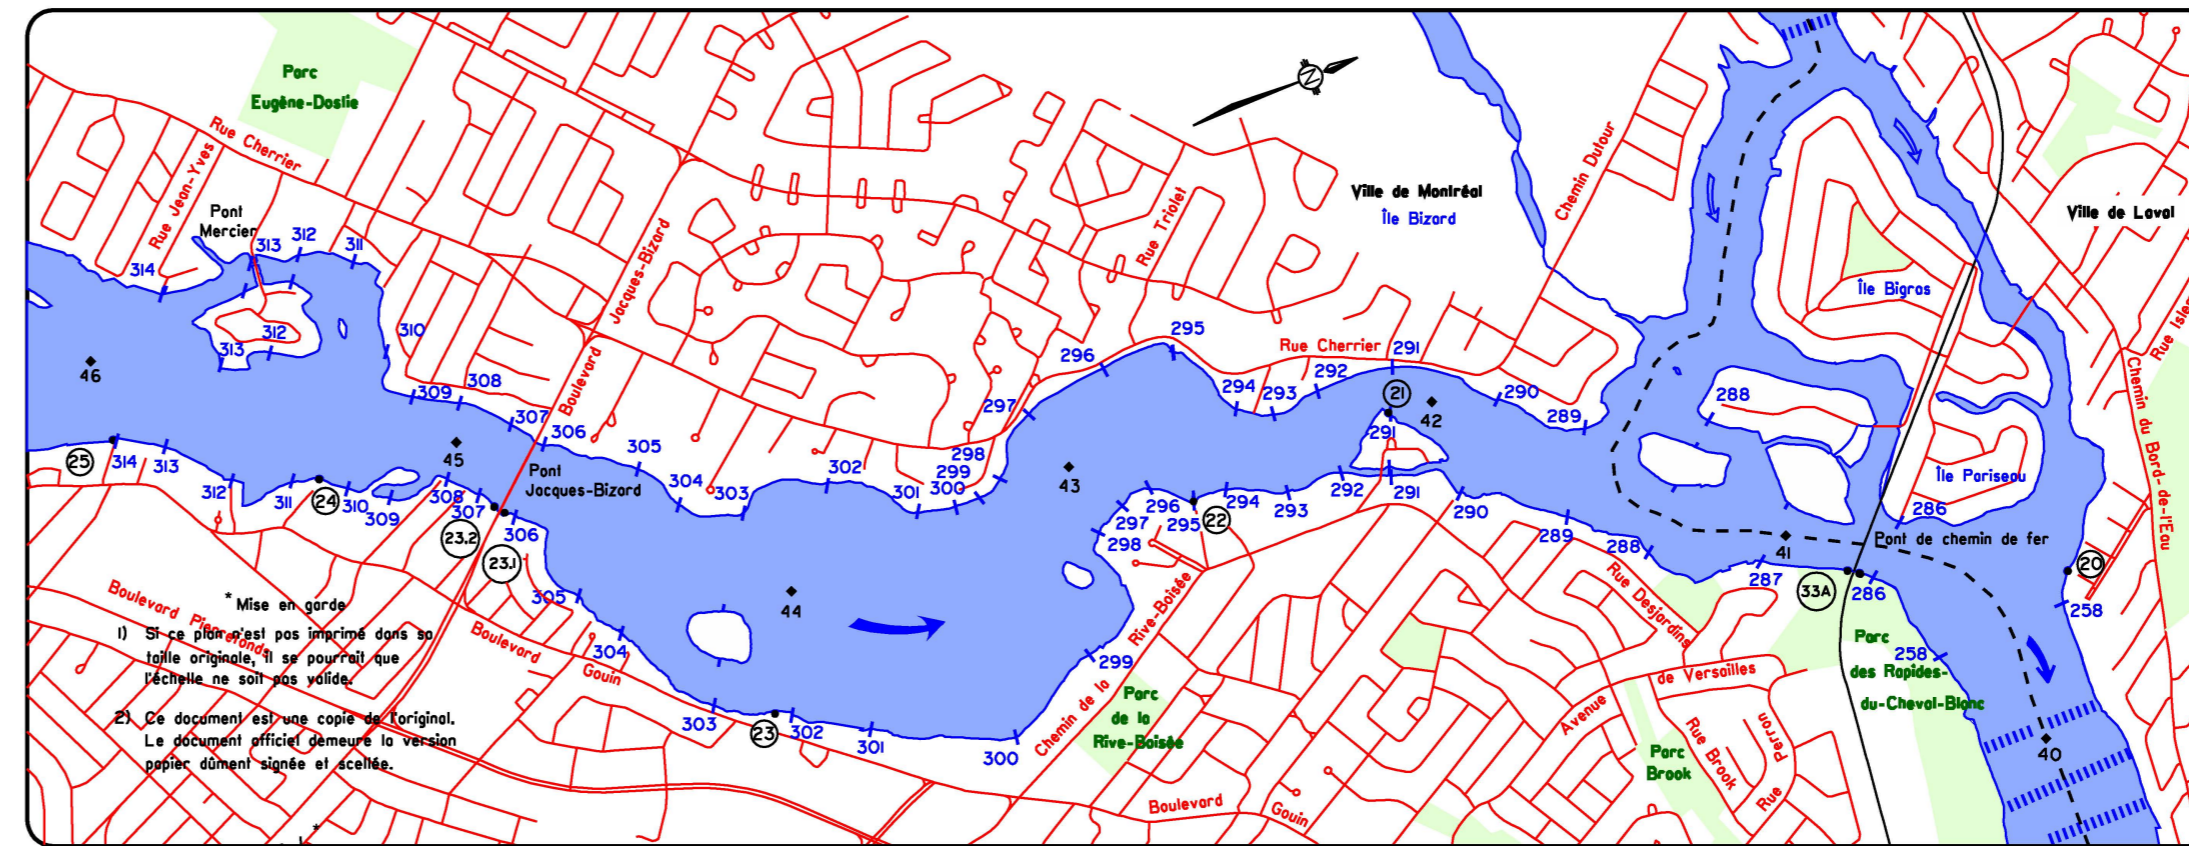 Parc
Eugène-Dostie
Rue Cherrier
Rue Jean-Yves
Pont
Mercier
314
313
312
311
312
313
310
309
308
307
306
305
304
303
302
301
300
299
298
297
296
295
294
293
292
291
290
289
46
45
44
43
42
41
40
Boulevard
Jacques-Bizard
Pont
Jacques-Bizard
N
Rue Triolet
Ville de Montréal
Île Bizard
Chemin Dutour
Rue Cherrier
21
291
Île Bigras
288
Île Pariseau
286
Ville de Laval
Rue Isle
Chemin du Bord-de-l'Eau
Pont de chemin de fer
20
258
25
314
313
312
311
24
310
309
308
307
23.2
306
23.1
305
304
303
23
302
301
300
299
298
297
296
295
22
294
293
292
291
290
289
288
287
33A
286
258
Boulevard Pierrefonds
Boulevard
Gouin
* Mise en garde
1) Si ce plan n'est pas imprimé dans sa
taille originale, il se pourrait que
l'échelle ne soit pas valide.
2) Ce document est une copie de l'original.
Le document officiel demeure la version
papier dûment signée et scellée.
*
Chemin de la
Rive-Boisée
Parc
de la
Rive-Boisée
Boulevard
Gouin
Rue Desjardins
Avenue
de Versailles
Parc
Brook
Rue Brook
Rue
Perron
Parc
des Rapides-
du-Cheval-Blanc